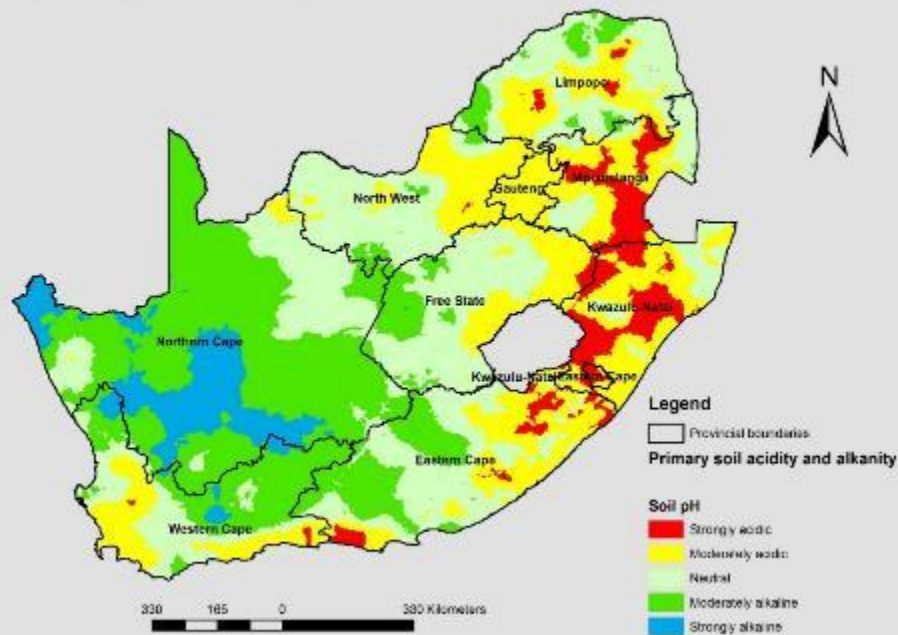 N
Limpopo
Mpumalanga
Gauteng
North West
Free State
Kwazulu-Natal
Northern Cape
Kwazulu-Natal
Eastern Cape
Eastern Cape
Western Cape
Legend
Provincial boundaries
Primary soil acidity and alkanity
Soil pH
Strongly acidic
Moderately acidic
Neutral
Moderately alkaline
Strongly alkaline
330 165 0 330 Kilometers